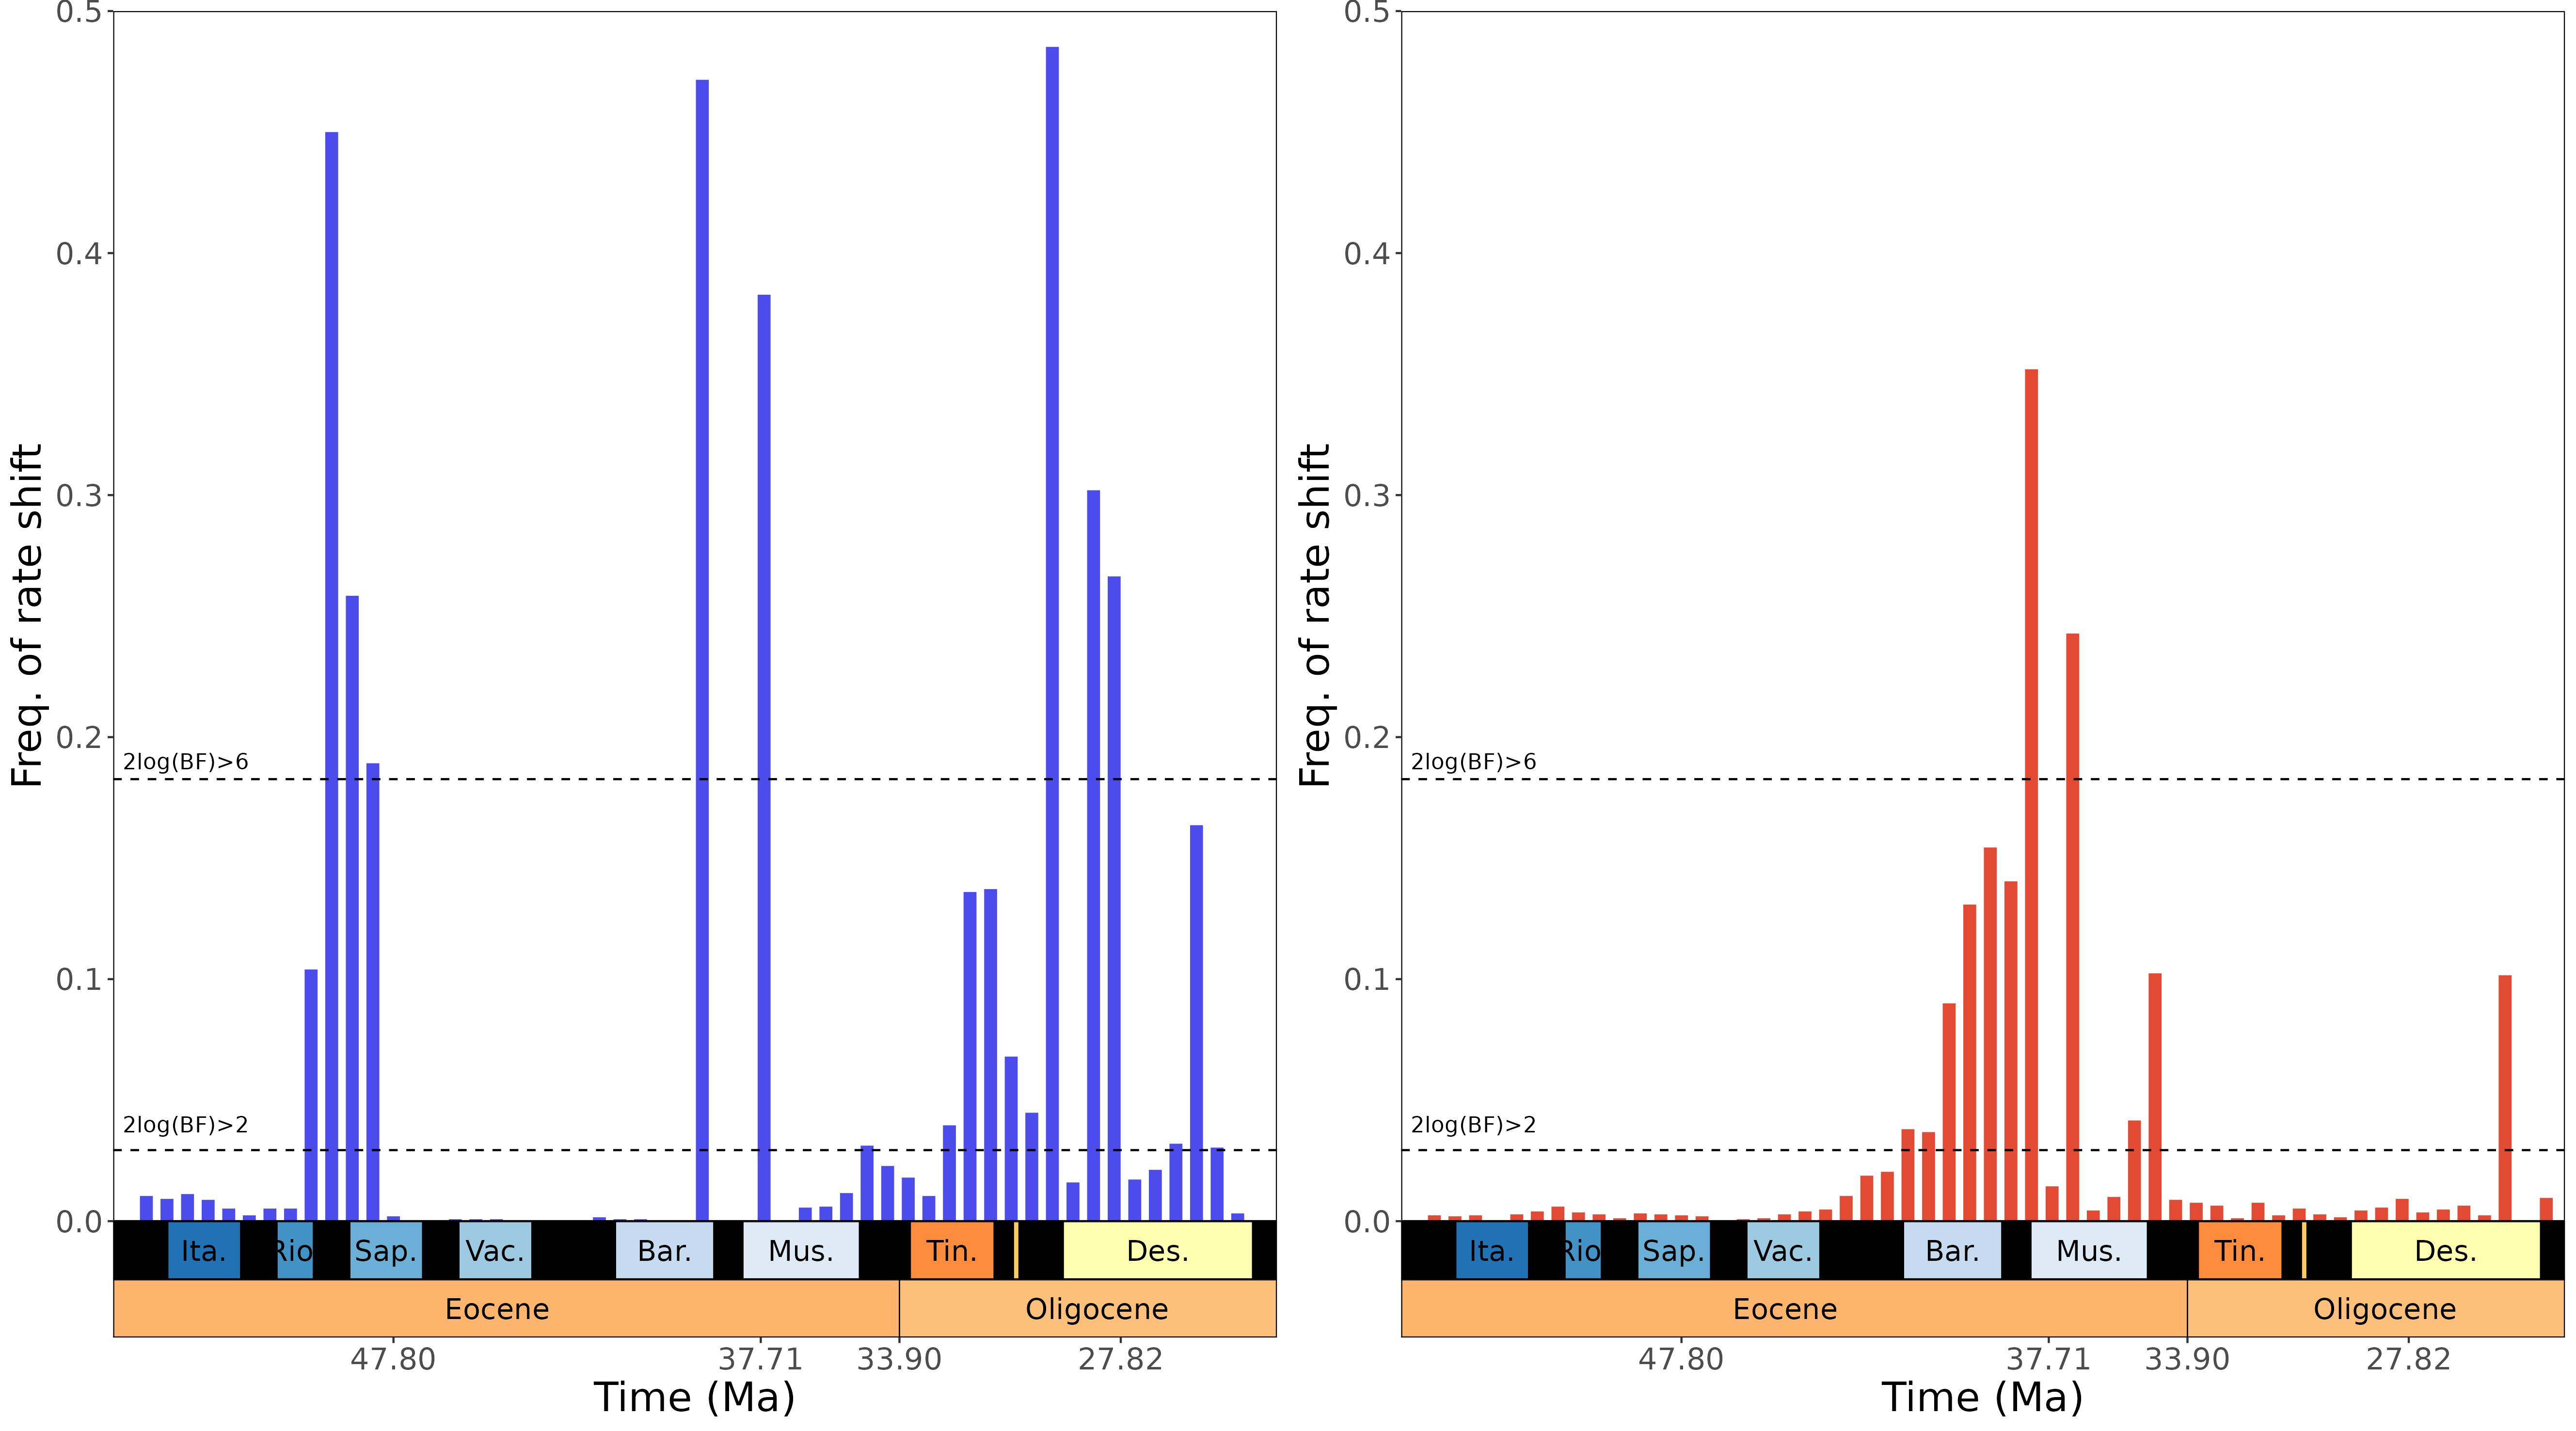 Freq. of rate shift
0.5
0.4
0.3
0.2
0.1
0.0
2log(BF)>6
2log(BF)>2
Ita. Rio Sap. Vac. Bar. Mus. Tin. Des.
Eocene Oligocene
47.80 37.71 33.90 27.82
Time (Ma)
Freq. of rate shift
0.5
0.4
0.3
0.2
0.1
0.0
2log(BF)>6
2log(BF)>2
Ita. Rio Sap. Vac. Bar. Mus. Tin. Des.
Eocene Oligocene
47.80 37.71 33.90 27.82
Time (Ma)